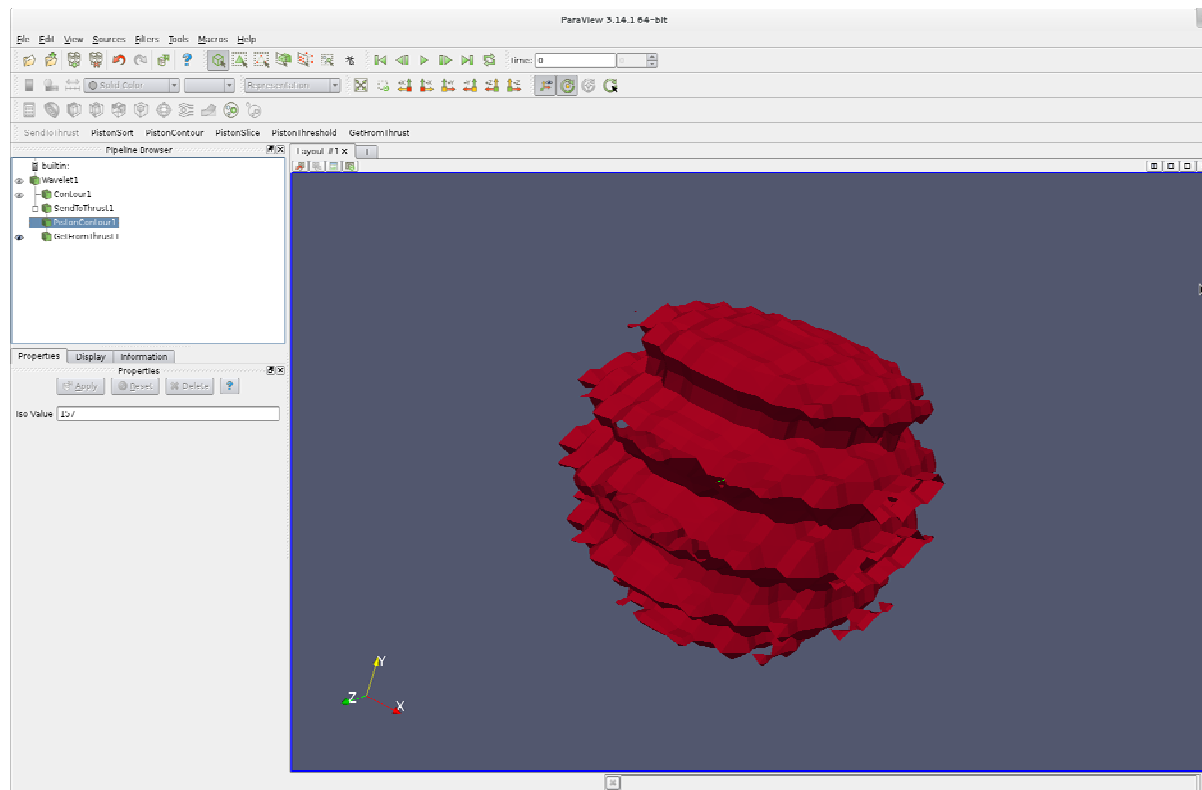 ParaView 3.14.1 64-bit
File Edit View Sources Filters Tools Macros Help
Time: 0 0
Solid Color Representation
SendToThrust PistonSort PistonContour PistonSlice PistonThreshold GetFromThrust
Pipeline Browser
Layout #1
builtin:
Wavelet1
Contour1
SendToThrust1
PistonContour1
GetFromThrust1
Properties Display Information
Properties
Apply Reset Delete ?
Iso Value 157
Y
Z
X